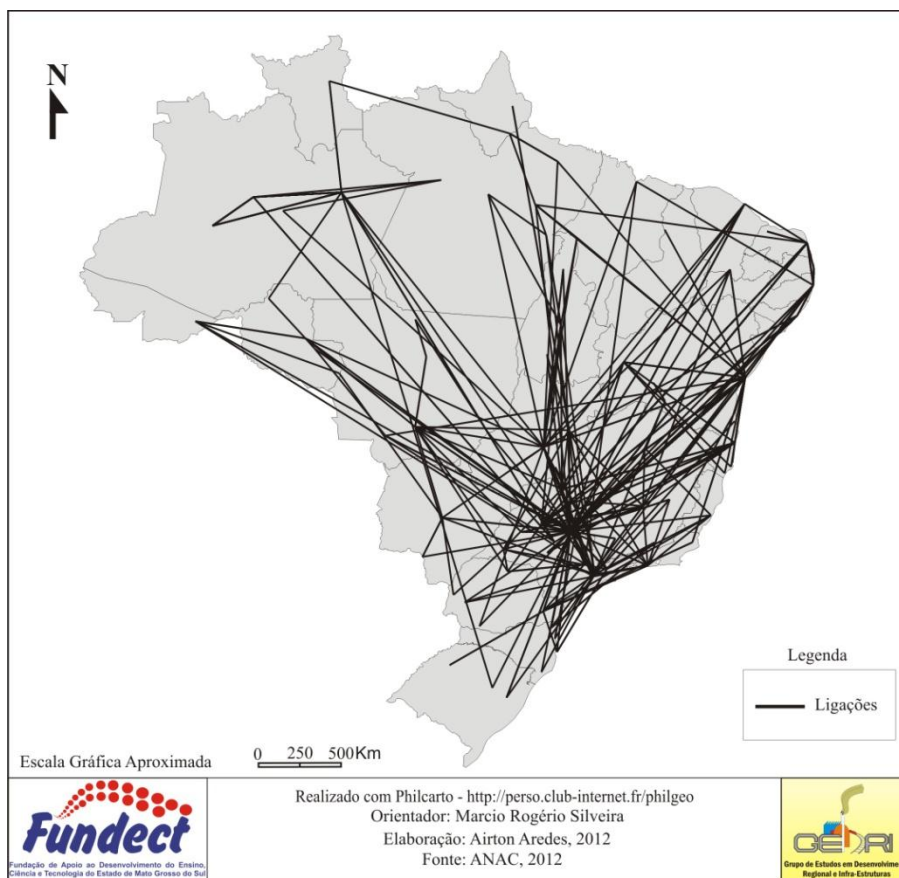 N
Legenda
Ligações
Escala Gráfica Aproximada
0 250 500Km
Fundect
Fundação de Apoio ao Desenvolvimento do Ensino,
Ciência e Tecnologia do Estado de Mato Grosso do Sul
Realizado com Philcarto - http://perso.club-internet.fr/philgeo
Orientador: Marcio Rogério Silveira
Elaboração: Airton Aredes, 2012
Fonte: ANAC, 2012
GEDRI
Grupo de Estudos em Desenvolvimento
Regional e Infra-Estruturas